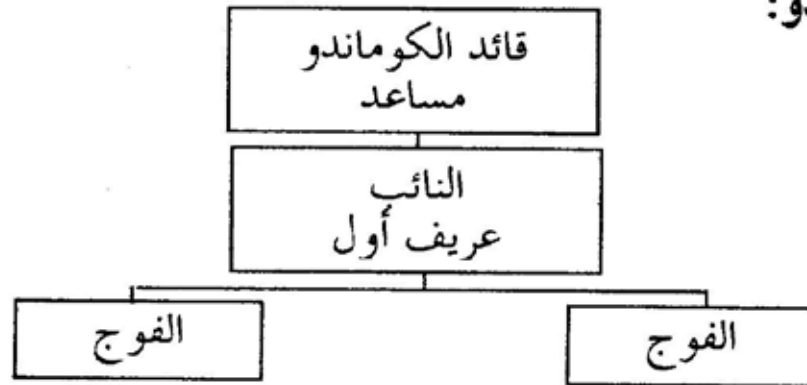 قائد الكوماندو
مساعد
النائب
عريف أول
الفوج
الفوج